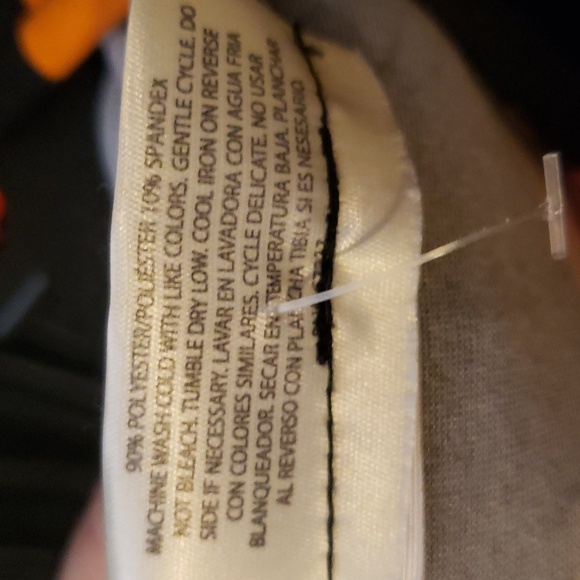 90% POLYESTER/POLIESTER 10% SPANDEX
MACHINE WASH COLD WITH LIKE COLORS. GENTLE CYCLE. DO
NOT BLEACH. TUMBLE DRY LOW. COOL IRON ON REVERSE
SIDE IF NECESSARY. LAVAR EN LAVADORA CON AGUA FRIA
CON COLORES SIMILARES. CYCLE DELICATE. NO USAR
BLANQUEADOR. SECAR EN TEMPERATURA BAJA. PLANCHAR
AL REVERSO CON PLANCHA TIBIA, SI ES NESESARIO.